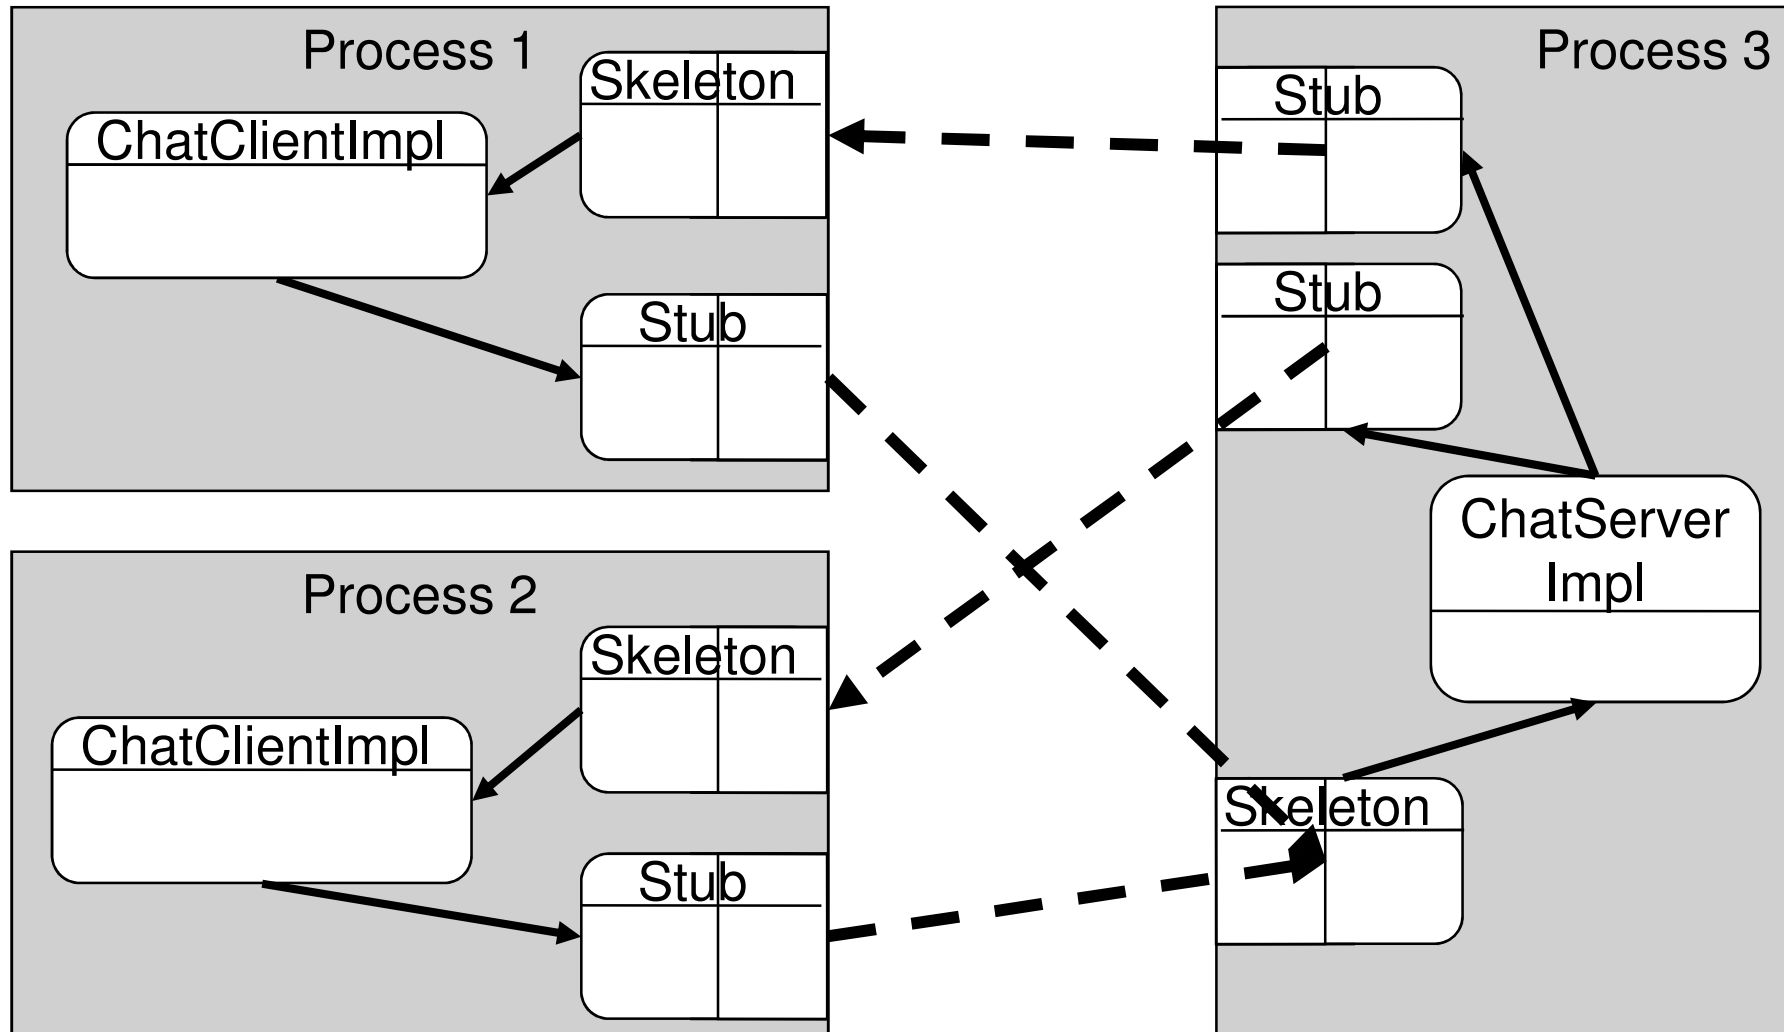 Process 1
Skeleton
ChatClientImpl
Stub
Process 2
Skeleton
ChatClientImpl
Stub
Process 3
Stub
Stub
ChatServer
Impl
Skeleton